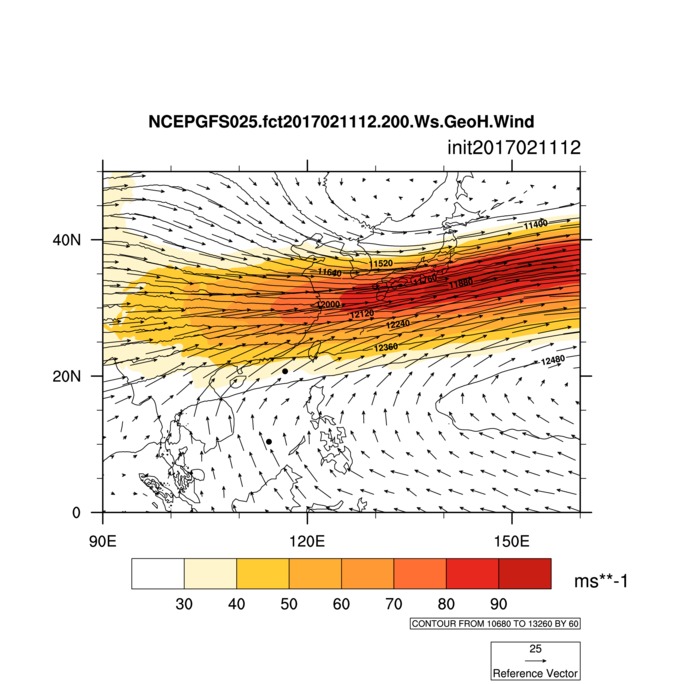 NCEPGFS025.fct2017021112.200.Ws.GeoH.Wind
init2017021112
11400
40N
11520
11640
11760
11880
12000
12120
12240
12360
12480
20N
0
90E 120E 150E
ms**-1
30 40 50 60 70 80 90
CONTOUR FROM 10680 TO 13260 BY 60
25
Reference Vector